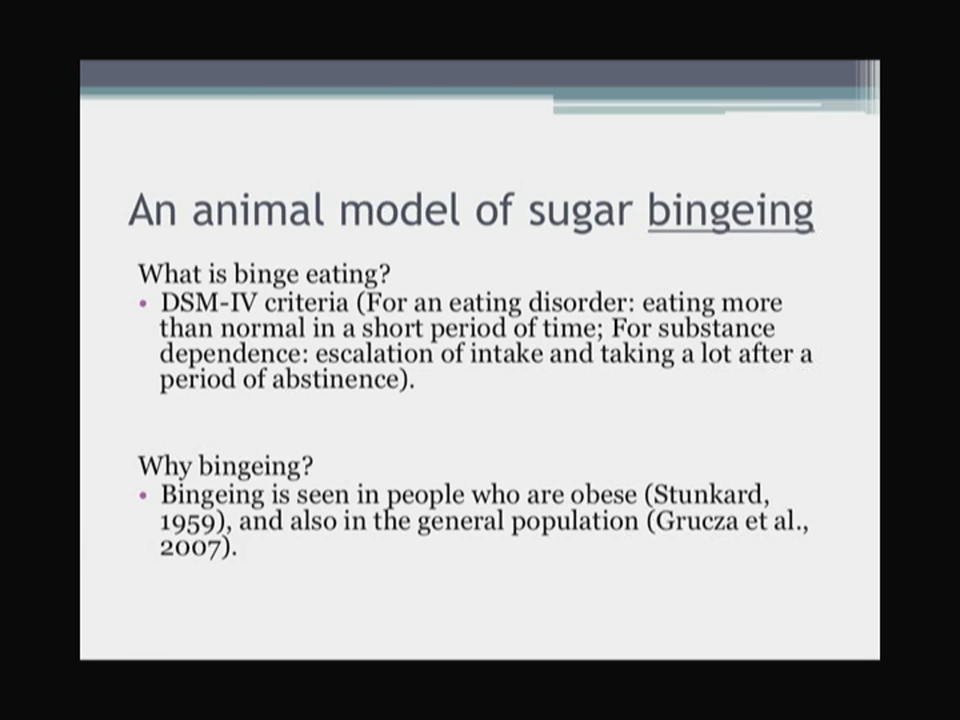 An animal model of sugar bingeing
What is binge eating?
• DSM-IV criteria (For an eating disorder: eating more
than normal in a short period of time; For substance
dependence: escalation of intake and taking a lot after a
period of abstinence).
Why bingeing?
• Bingeing is seen in people who are obese (Stunkard,
1959), and also in the general population (Grucza et al.,
2007).